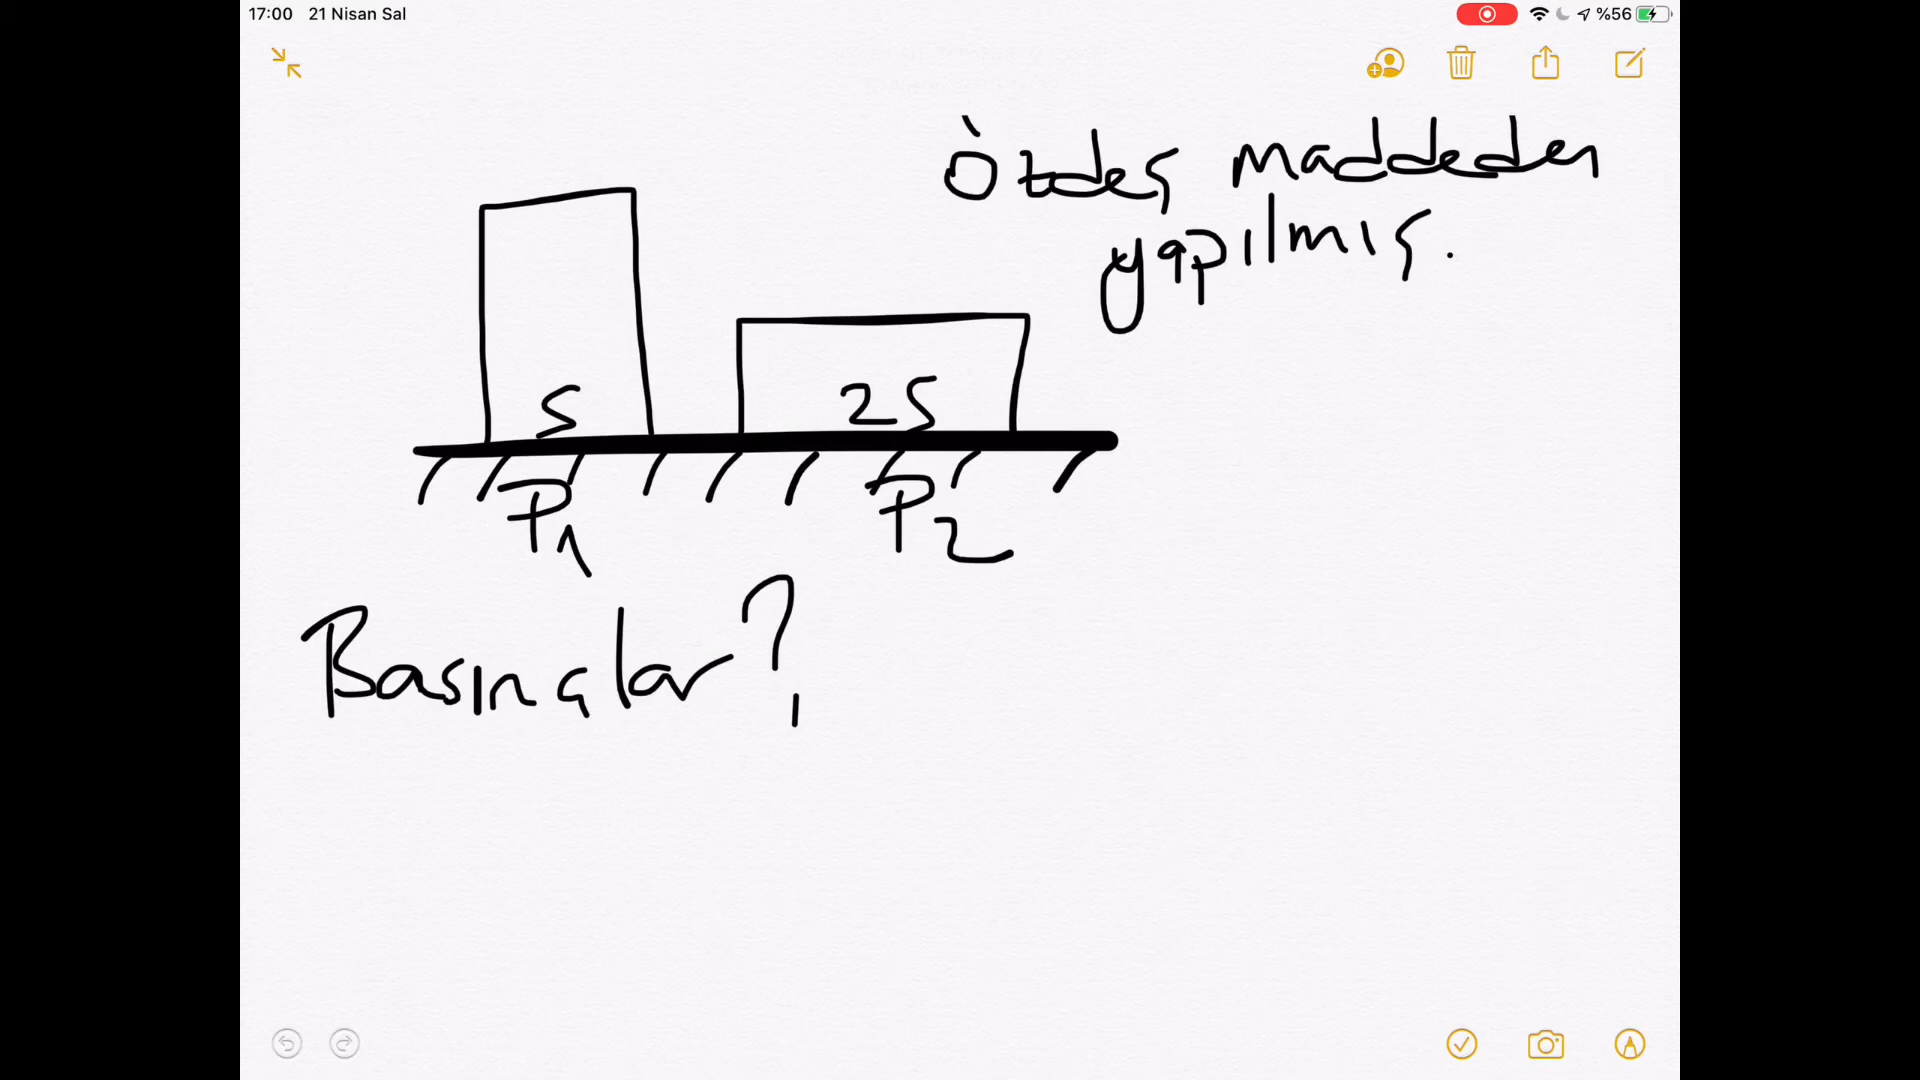 17:00 21 Nisan Sal
%56
Özdeş maddeden
yapılmış.
S
2S
P1
P2
Basınçlar?